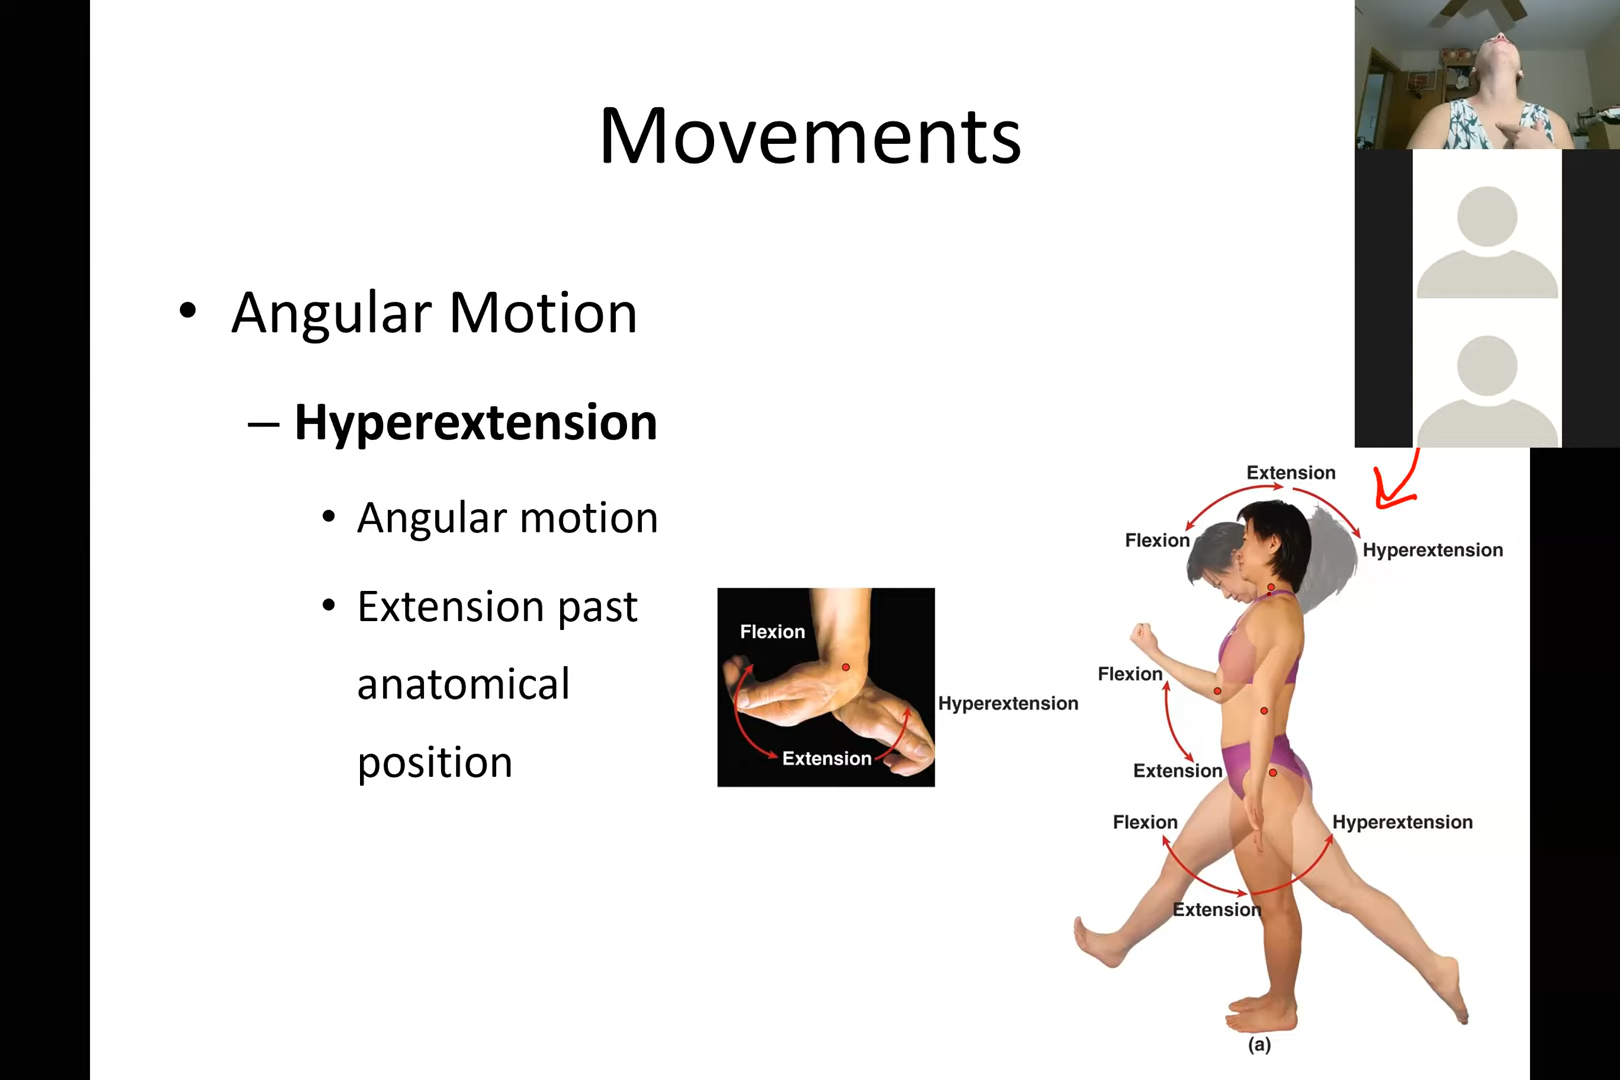 Movements
• Angular Motion
– Hyperextension
• Angular motion
• Extension past
anatomical
position
Flexion
Extension
Hyperextension
Extension
Flexion
Hyperextension
Flexion
Extension
Flexion
Hyperextension
Extension
(a)